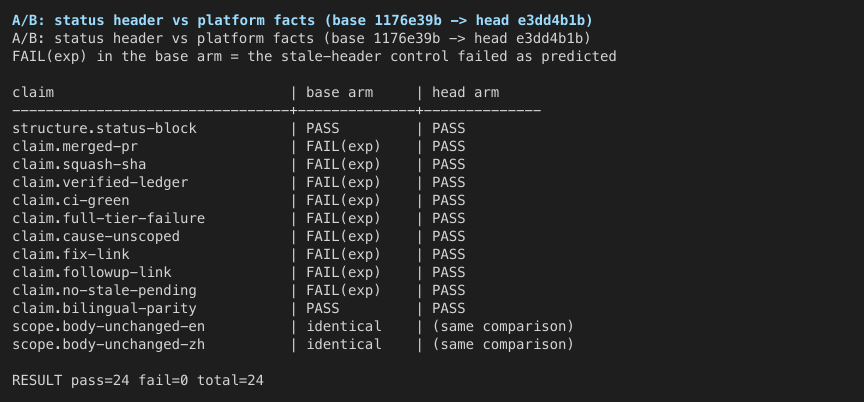 A/B: status header vs platform facts (base 1176e39b -> head e3dd4b1b)
A/B: status header vs platform facts (base 1176e39b -> head e3dd4b1b)
FAIL(exp) in the base arm = the stale-header control failed as predicted

claim                            | base arm     | head arm
---------------------------------+--------------+--------------
structure.status-block           | PASS         | PASS
claim.merged-pr                  | FAIL(exp)    | PASS
claim.squash-sha                 | FAIL(exp)    | PASS
claim.verified-ledger            | FAIL(exp)    | PASS
claim.ci-green                   | FAIL(exp)    | PASS
claim.full-tier-failure          | FAIL(exp)    | PASS
claim.cause-unscoped             | FAIL(exp)    | PASS
claim.fix-link                   | FAIL(exp)    | PASS
claim.followup-link              | FAIL(exp)    | PASS
claim.no-stale-pending           | FAIL(exp)    | PASS
claim.bilingual-parity           | PASS         | PASS
scope.body-unchanged-en          | identical    | (same comparison)
scope.body-unchanged-zh          | identical    | (same comparison)

RESULT pass=24 fail=0 total=24